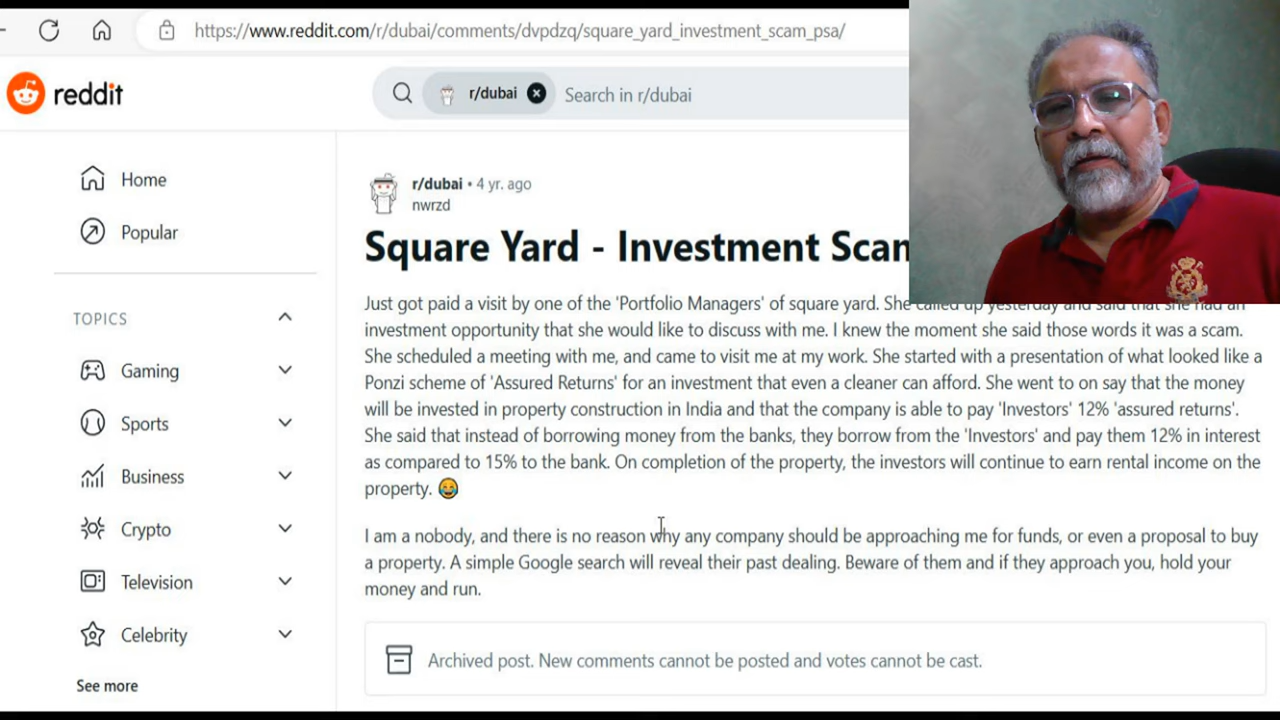 https://www.reddit.com/r/dubai/comments/dvpdzq/square_yard_investment_scam_psa/
reddit
r/dubai
Search in r/dubai
Home
Popular
TOPICS
Gaming
Sports
Business
Crypto
Television
Celebrity
See more
r/dubai • 4 yr. ago
nwrzd
Square Yard - Investment Scam
Just got paid a visit by one of the 'Portfolio Managers' of square yard. She called up yesterday and said that she had an
investment opportunity that she would like to discuss with me. I knew the moment she said those words it was a scam.
She scheduled a meeting with me, and came to visit me at my work. She started with a presentation of what looked like a
Ponzi scheme of 'Assured Returns' for an investment that even a cleaner can afford. She went to on say that the money
will be invested in property construction in India and that the company is able to pay 'Investors' 12% 'assured returns'.
She said that instead of borrowing money from the banks, they borrow from the 'Investors' and pay them 12% in interest
as compared to 15% to the bank. On completion of the property, the investors will continue to earn rental income on the
property. 😂
I am a nobody, and there is no reason why any company should be approaching me for funds, or even a proposal to buy
a property. A simple Google search will reveal their past dealing. Beware of them and if they approach you, hold your
money and run.
Archived post. New comments cannot be posted and votes cannot be cast.